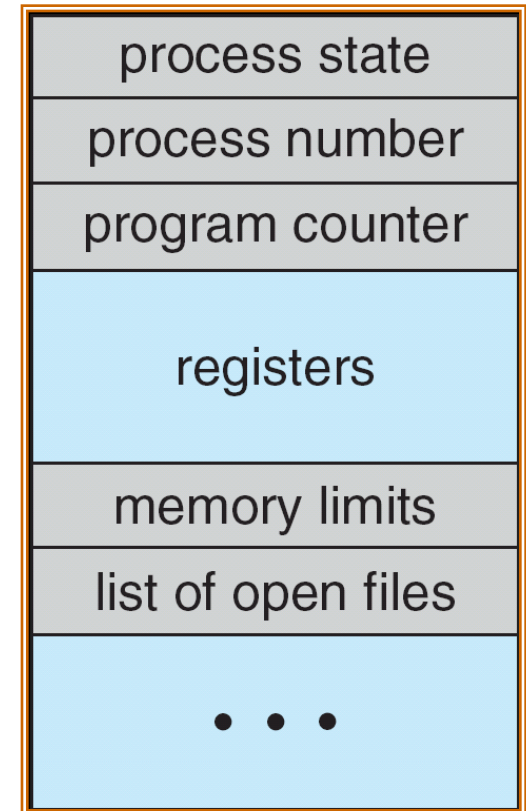 process state
process number
program counter
registers
memory limits
list of open files
• • •